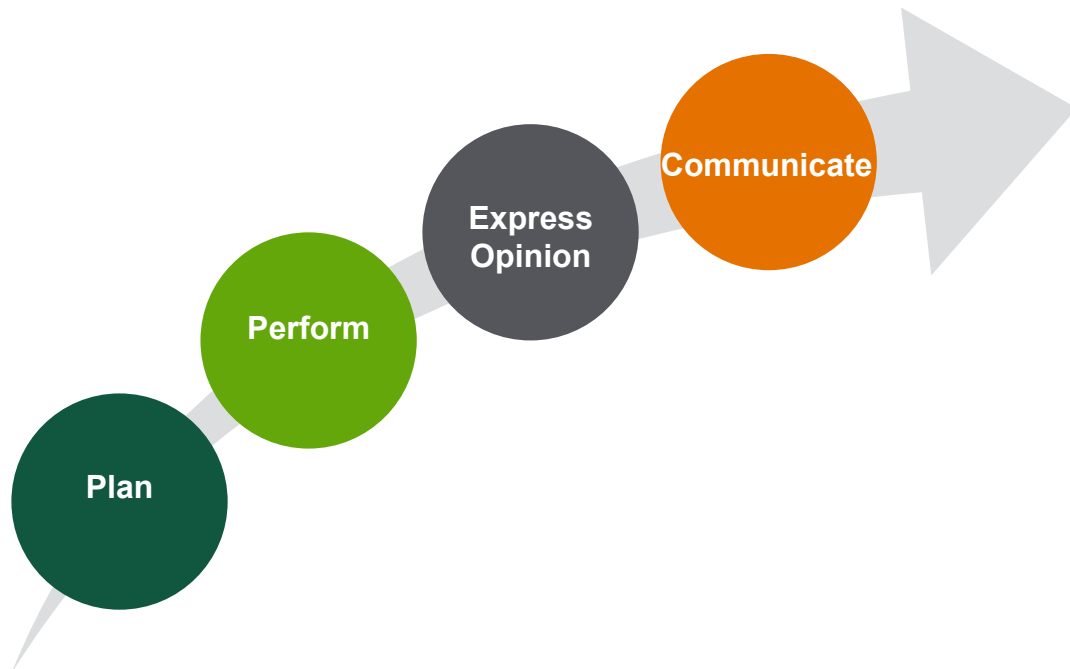 Plan
Perform
Express
Opinion
Communicate